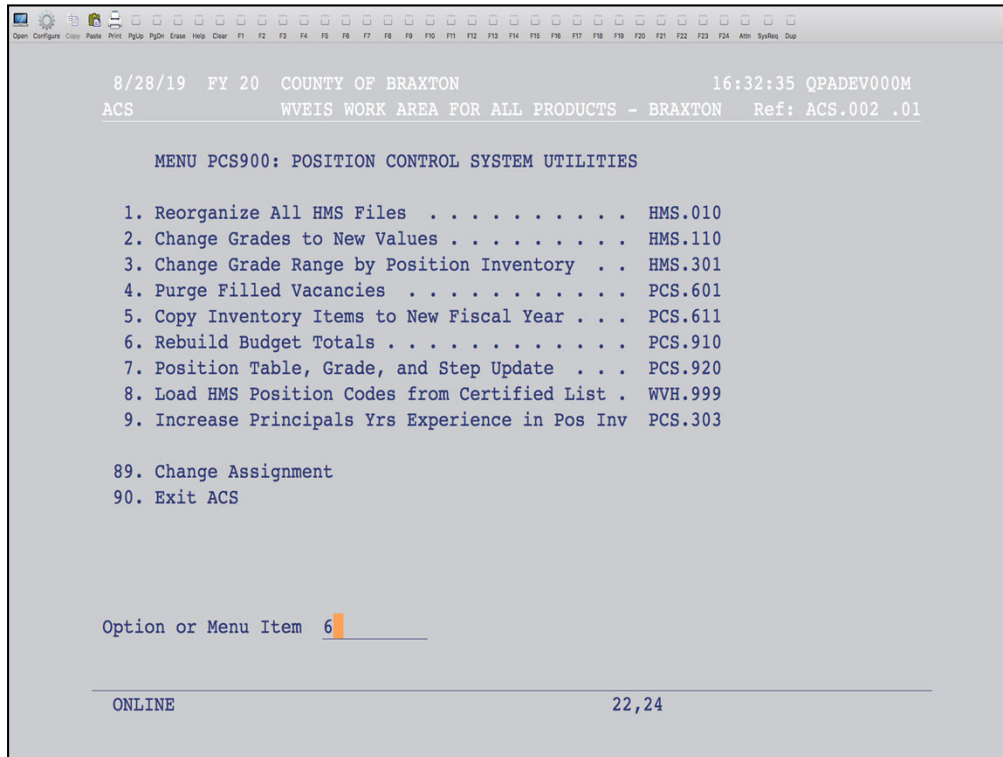 Open Configure Copy Paste Print PgUp PgDn Erase Help Clear F1 F2 F3 F4 F5 F6 F7 F8 F9 F10 F11 F12 F13 F14 F15 F16 F17 F18 F19 F20 F21 F22 F23 F24 Attn SysReq Dup
8/28/19 FY 20 COUNTY OF BRAXTON 16:32:35 QPADEV000M
ACS WVEIS WORK AREA FOR ALL PRODUCTS - BRAXTON Ref: ACS.002 .01
MENU PCS900: POSITION CONTROL SYSTEM UTILITIES
1. Reorganize All HMS Files . . . . . . . . . . HMS.010
2. Change Grades to New Values . . . . . . . . . HMS.110
3. Change Grade Range by Position Inventory . . HMS.301
4. Purge Filled Vacancies . . . . . . . . . . . PCS.601
5. Copy Inventory Items to New Fiscal Year . . . PCS.611
6. Rebuild Budget Totals . . . . . . . . . . . . PCS.910
7. Position Table, Grade, and Step Update . . . PCS.920
8. Load HMS Position Codes from Certified List . WVH.999
9. Increase Principals Yrs Experience in Pos Inv PCS.303
89. Change Assignment
90. Exit ACS
Option or Menu Item 6
ONLINE 22,24